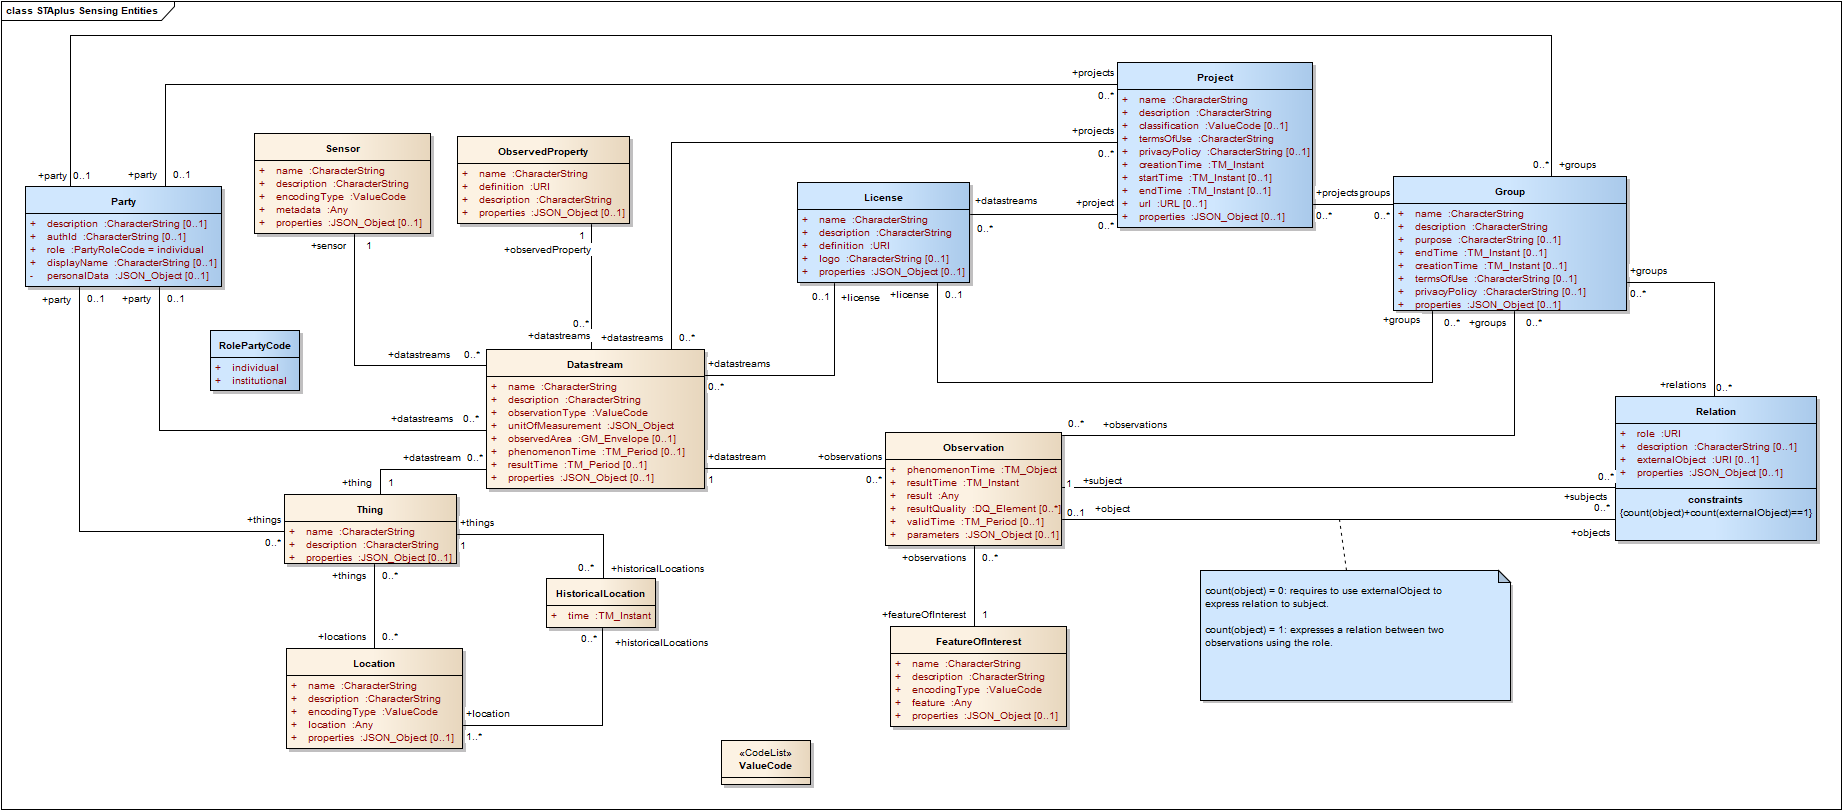 class STAplus Sensing Entities
+party 0..1
+party 0..1
+projects
0..*
+projects
0..*
+datastreams
0..*
+project
0..*
+projects
0..*
groups
0..*
0..* +groups
Party
+ description :CharacterString [0..1]
+ authId :CharacterString [0..1]
+ role :PartyRoleCode = individual
+ displayName :CharacterString [0..1]
- personalData :JSON_Object [0..1]
+party 0..1
+party 0..1
Sensor
+ name :CharacterString
+ description :CharacterString
+ encodingType :ValueCode
+ metadata :Any
+ properties :JSON_Object [0..1]
+sensor 1
ObservedProperty
+ name :CharacterString
+ definition :URI
+ description :CharacterString
+ properties :JSON_Object [0..1]
1
+observedProperty
License
+ name :CharacterString
+ description :CharacterString
+ definition :URI
+ logo :CharacterString [0..1]
+ properties :JSON_Object [0..1]
0..1 +license
+license 0..1
Project
+ name :CharacterString
+ description :CharacterString
+ classification :ValueCode [0..1]
+ termsOfUse :CharacterString
+ privacyPolicy :CharacterString [0..1]
+ creationTime :TM_Instant
+ startTime :TM_Instant [0..1]
+ endTime :TM_Instant [0..1]
+ url :URL [0..1]
+ properties :JSON_Object [0..1]
Group
+ name :CharacterString
+ description :CharacterString
+ purpose :CharacterString [0..1]
+ endTime :TM_Instant [0..1]
+ creationTime :TM_Instant [0..1]
+ termsOfUse :CharacterString [0..1]
+ privacyPolicy :CharacterString [0..1]
+ properties :JSON_Object [0..1]
+groups
0..*
+groups 0..*
+groups 0..*
RolePartyCode
+ individual
+ institutional
0..*
+datastreams
+datastreams 0..*
+datastreams 0..*
+datastreams
0..*
+datastreams 0..*
+datastream 0..*
+datastream
1
Datastream
+ name :CharacterString
+ description :CharacterString
+ observationType :ValueCode
+ unitOfMeasurement :JSON_Object
+ observedArea :GM_Envelope [0..1]
+ phenomenonTime :TM_Period [0..1]
+ resultTime :TM_Period [0..1]
+ properties :JSON_Object [0..1]
+relations 0..*
Relation
+ role :URI
+ description :CharacterString [0..1]
+ externalObject :URI [0..1]
+ properties :JSON_Object [0..1]
constraints
{count(object)+count(externalObject)==1}
0..* +observations
+observations
0..*
Observation
+ phenomenonTime :TM_Object
+ resultTime :TM_Instant
+ result :Any
+ resultQuality :DQ_Element [0..*]
+ validTime :TM_Period [0..1]
+ parameters :JSON_Object [0..1]
1 +subject
0..*
+subjects
0..1 +object
0..*
+objects
+observations 0..*
+thing 1
+things
0..*
+things
1
Thing
+ name :CharacterString
+ description :CharacterString
+ properties :JSON_Object [0..1]
+things 0..*
0..* +historicalLocations
HistoricalLocation
+ time :TM_Instant
0..* +historicalLocations
+locations 0..*
Location
+ name :CharacterString
+ description :CharacterString
+ encodingType :ValueCode
+ location :Any
+ properties :JSON_Object [0..1]
+location
1..*
+featureOfInterest 1
FeatureOfInterest
+ name :CharacterString
+ description :CharacterString
+ encodingType :ValueCode
+ feature :Any
+ properties :JSON_Object [0..1]
count(object) = 0: requires to use externalObject to
express relation to subject.
count(object) = 1: expresses a relation between two
observations using the role.
«CodeList»
ValueCode